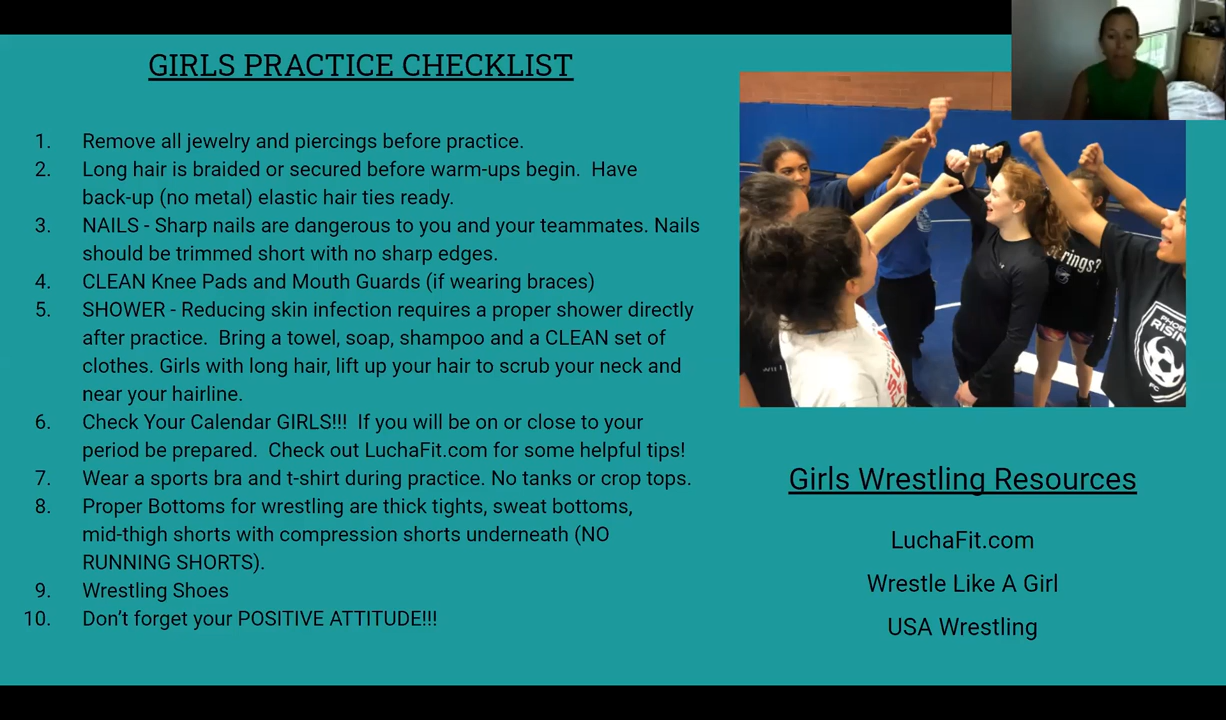 GIRLS PRACTICE CHECKLIST
1. Remove all jewelry and piercings before practice.
2. Long hair is braided or secured before warm-ups begin.  Have
back-up (no metal) elastic hair ties ready.
3. NAILS - Sharp nails are dangerous to you and your teammates. Nails
should be trimmed short with no sharp edges.
4. CLEAN Knee Pads and Mouth Guards (if wearing braces)
5. SHOWER - Reducing skin infection requires a proper shower directly
after practice.  Bring a towel, soap, shampoo and a CLEAN set of
clothes. Girls with long hair, lift up your hair to scrub your neck and
near your hairline.
6. Check Your Calendar GIRLS!!!  If you will be on or close to your
period be prepared.  Check out LuchaFit.com for some helpful tips!
7. Wear a sports bra and t-shirt during practice. No tanks or crop tops.
8. Proper Bottoms for wrestling are thick tights, sweat bottoms,
mid-thigh shorts with compression shorts underneath (NO
RUNNING SHORTS).
9. Wrestling Shoes
10. Don't forget your POSITIVE ATTITUDE!!!
FC
Girls Wrestling Resources
LuchaFit.com
Wrestle Like A Girl
USA Wrestling